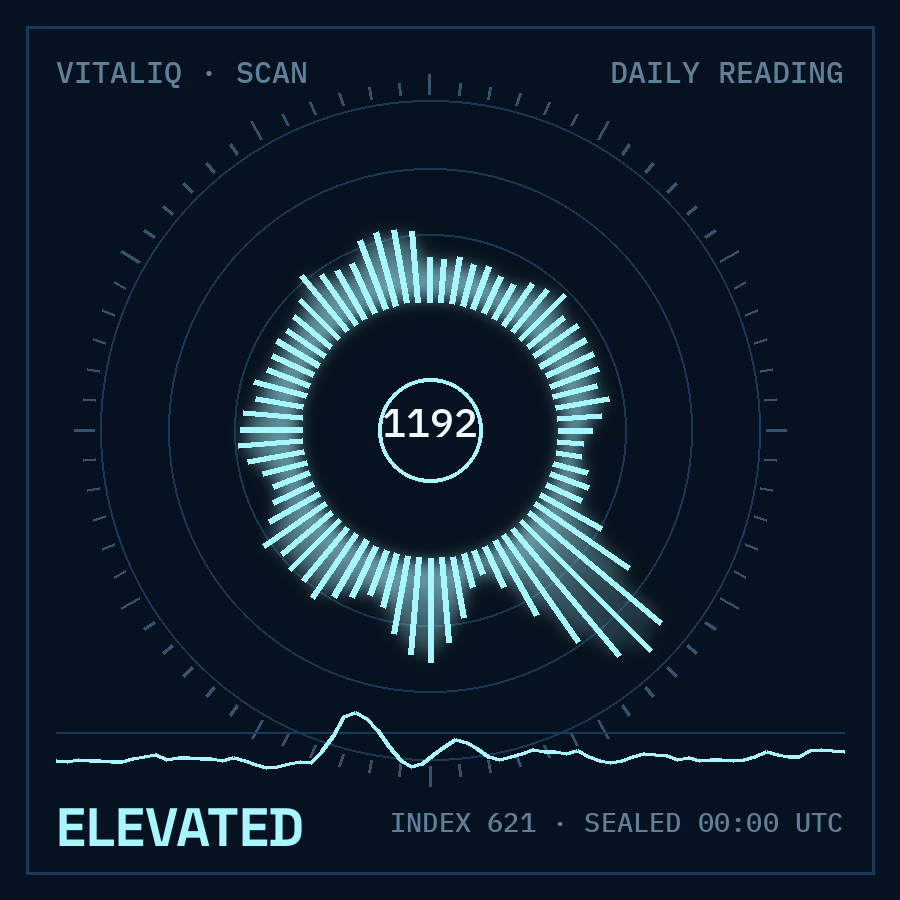 VITALIQ · SCAN
DAILY READING
1192
ELEVATED
INDEX 621 · SEALED 00:00 UTC